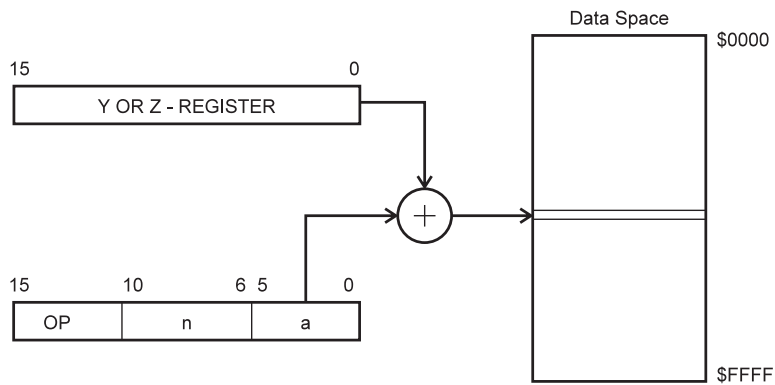 Data Space
$0000
15 0
Y OR Z - REGISTER
+
15 10 6 5 0
OP n a
$FFFF